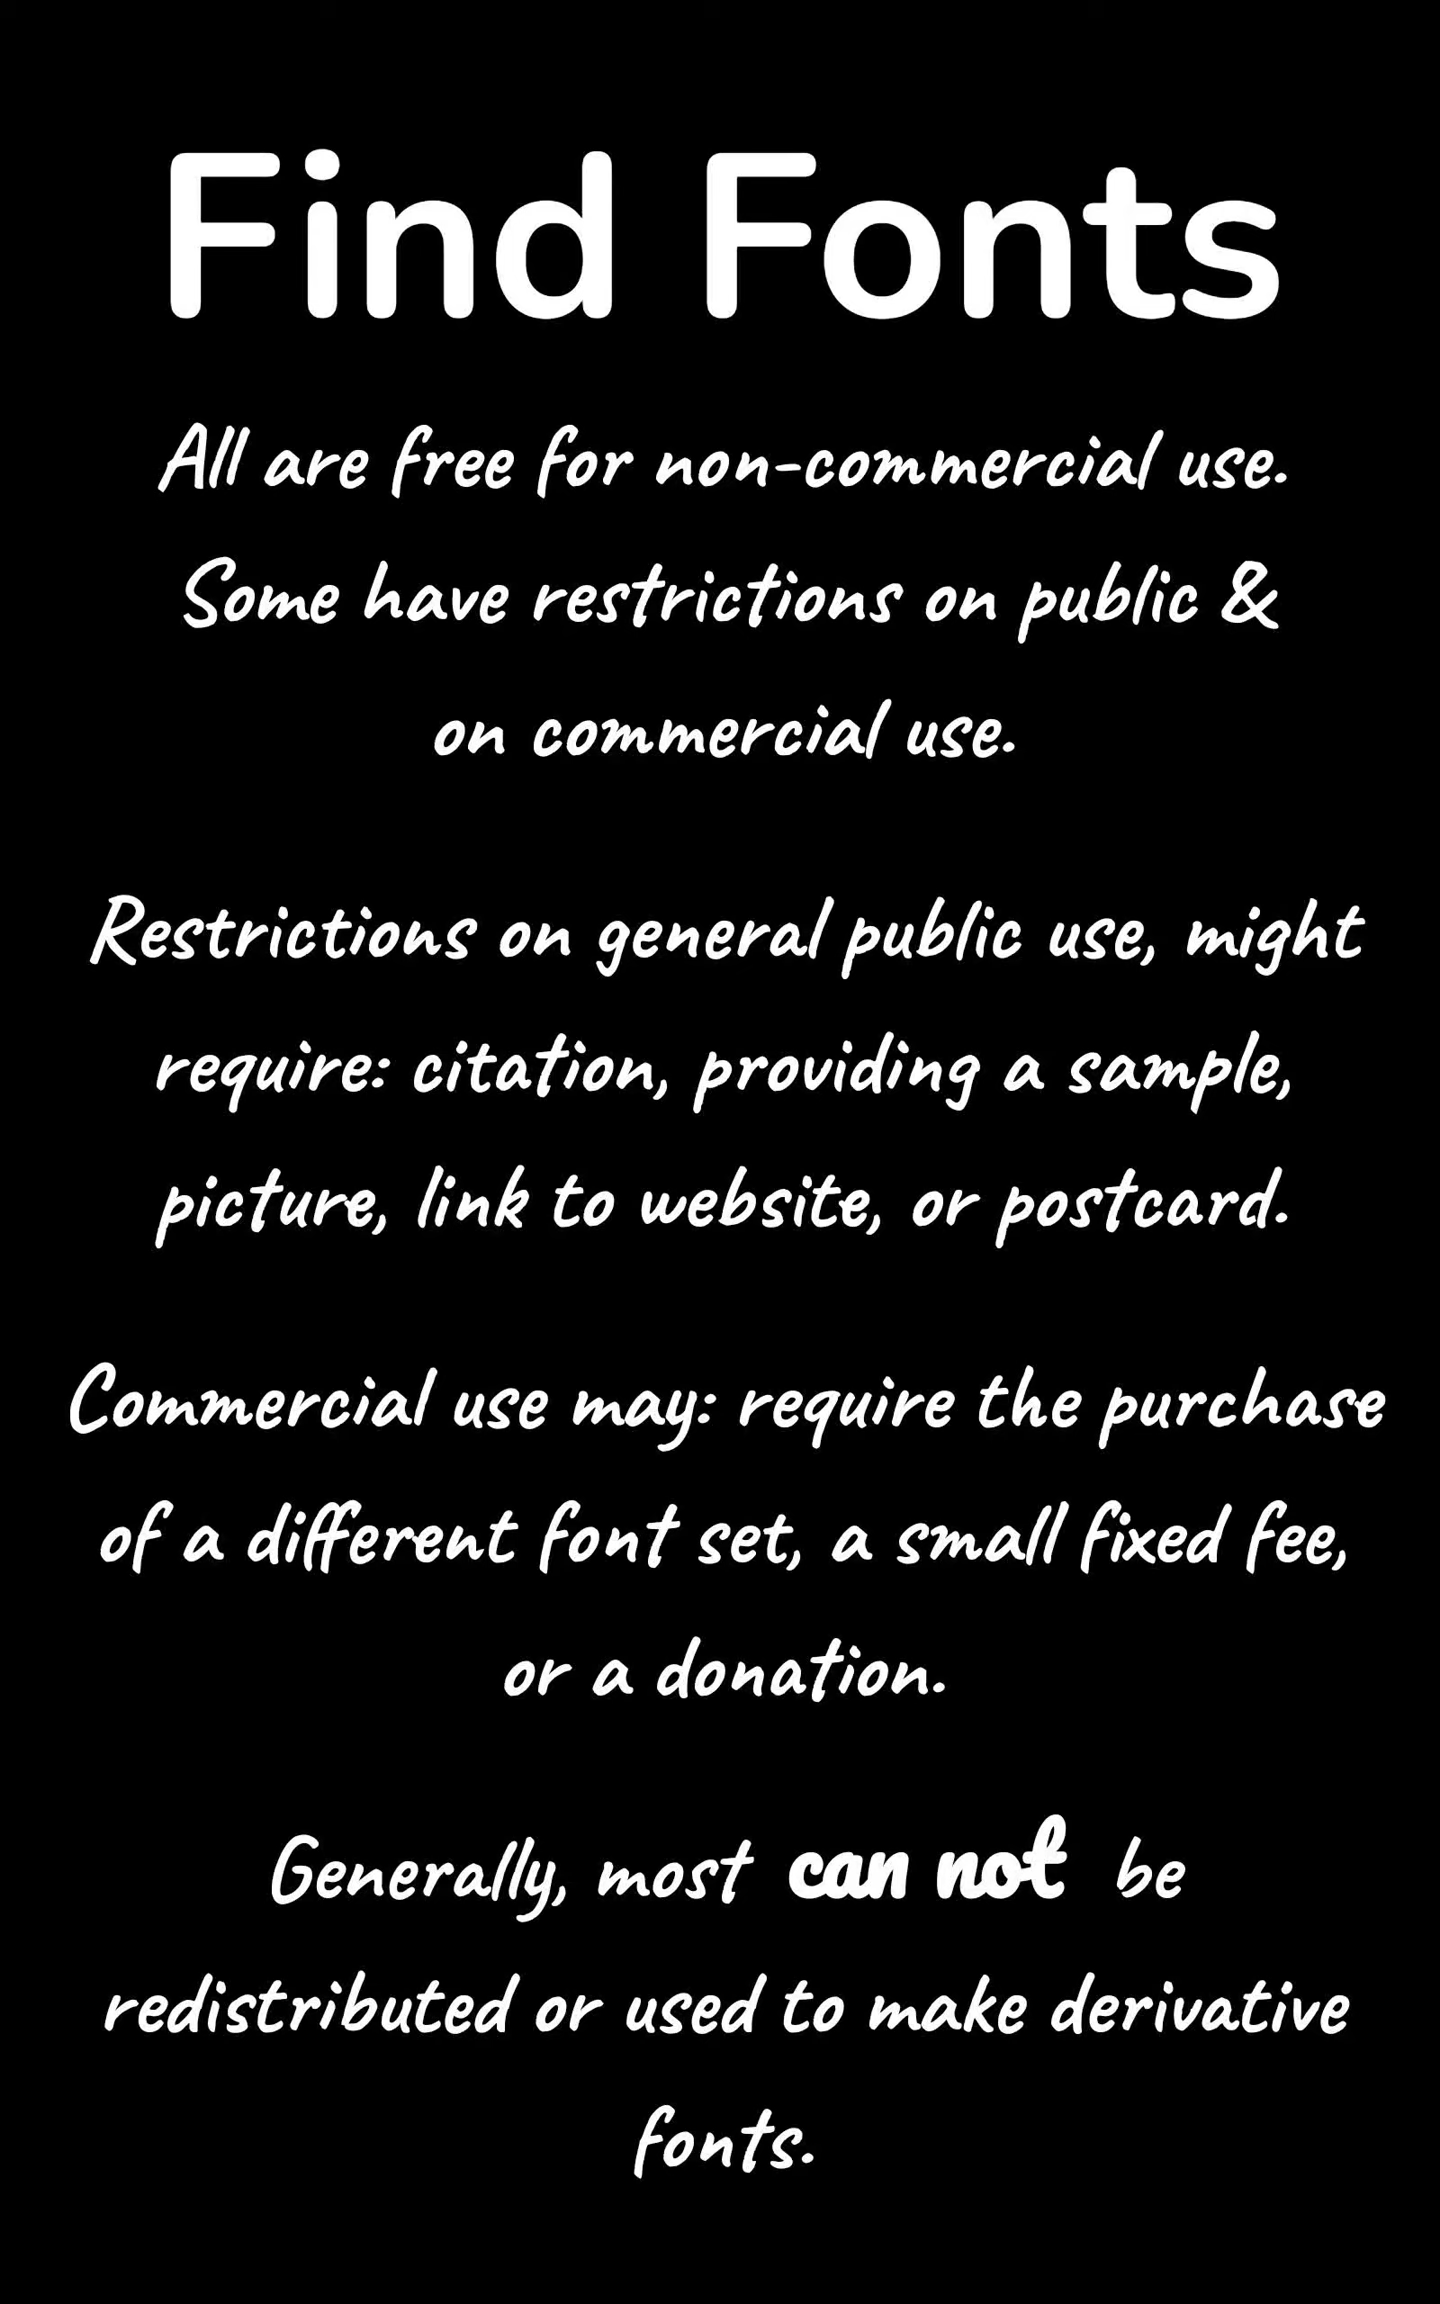 Find Fonts
All are free for non-commercial use.
Some have restrictions on public &
on commercial use.
Restrictions on general public use, might
require: citation, providing a sample,
picture, link to website, or postcard.
Commercial use may: require the purchase
of a different font set, a small fixed fee,
or a donation.
Generally, most can not be
redistributed or used to make derivative
fonts.